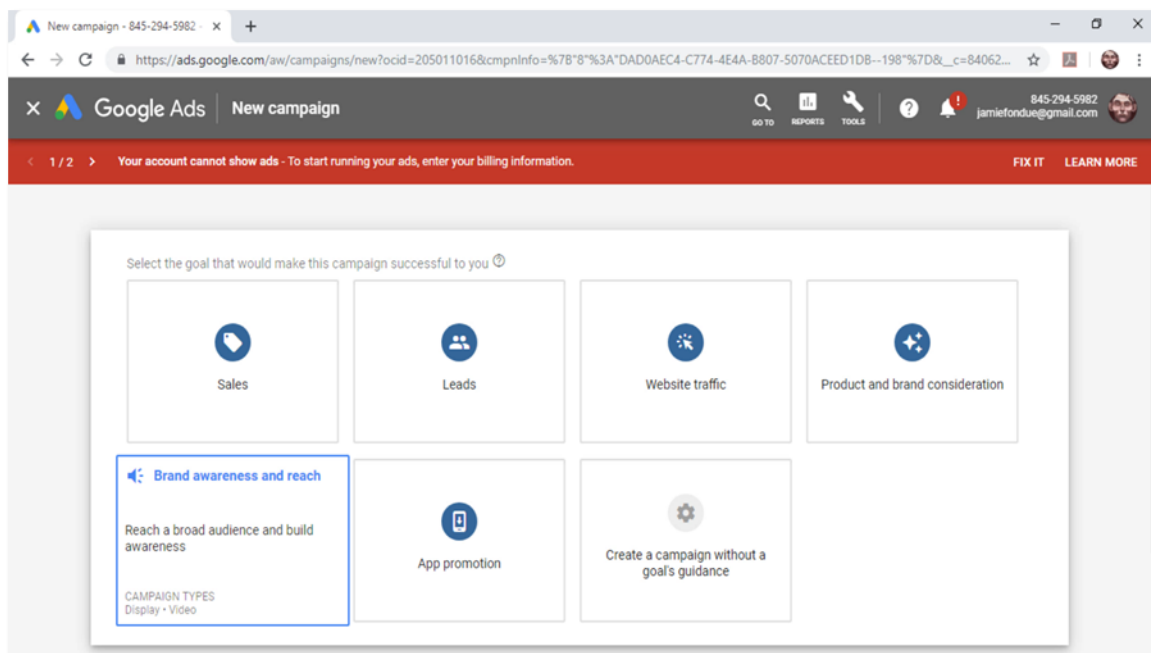 New campaign - 845-294-5982 -
https://ads.google.com/aw/campaigns/new?ocid=205011016&cmpnInfo=%7B"8"%3A"DAD0AEC4-C774-4E4A-B807-5070ACEED1DB--198"%7D&__c=84062...
Google Ads New campaign
GO TO REPORTS TOOLS
845-294-5982
jamiefondue@gmail.com
1 / 2 Your account cannot show ads - To start running your ads, enter your billing information. FIX IT LEARN MORE
Select the goal that would make this campaign successful to you
Sales Leads Website traffic Product and brand consideration
Brand awareness and reach
Reach a broad audience and build
awareness
CAMPAIGN TYPES
Display • Video
App promotion
Create a campaign without a
goal's guidance